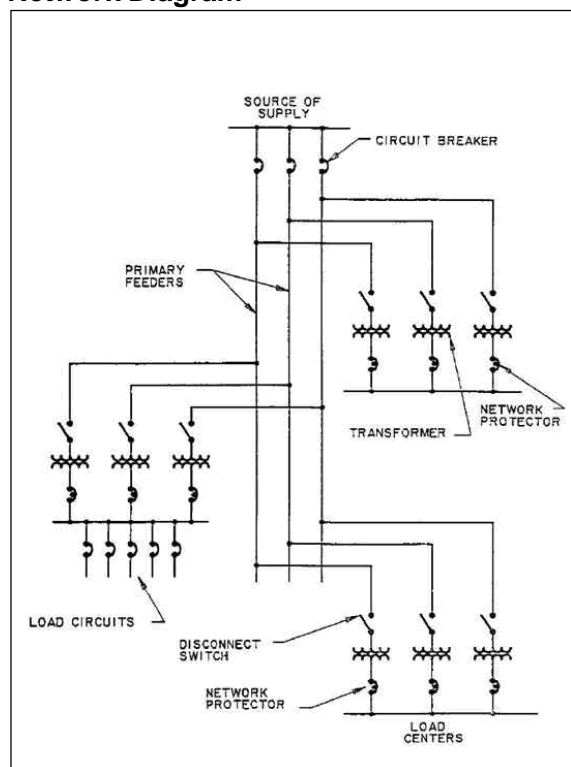 Network Diagram
SOURCE OF
SUPPLY
CIRCUIT BREAKER
PRIMARY
FEEDERS
NETWORK
PROTECTOR
TRANSFORMER
LOAD CIRCUITS
DISCONNECT
SWITCH
NETWORK
PROTECTOR
LOAD
CENTERS